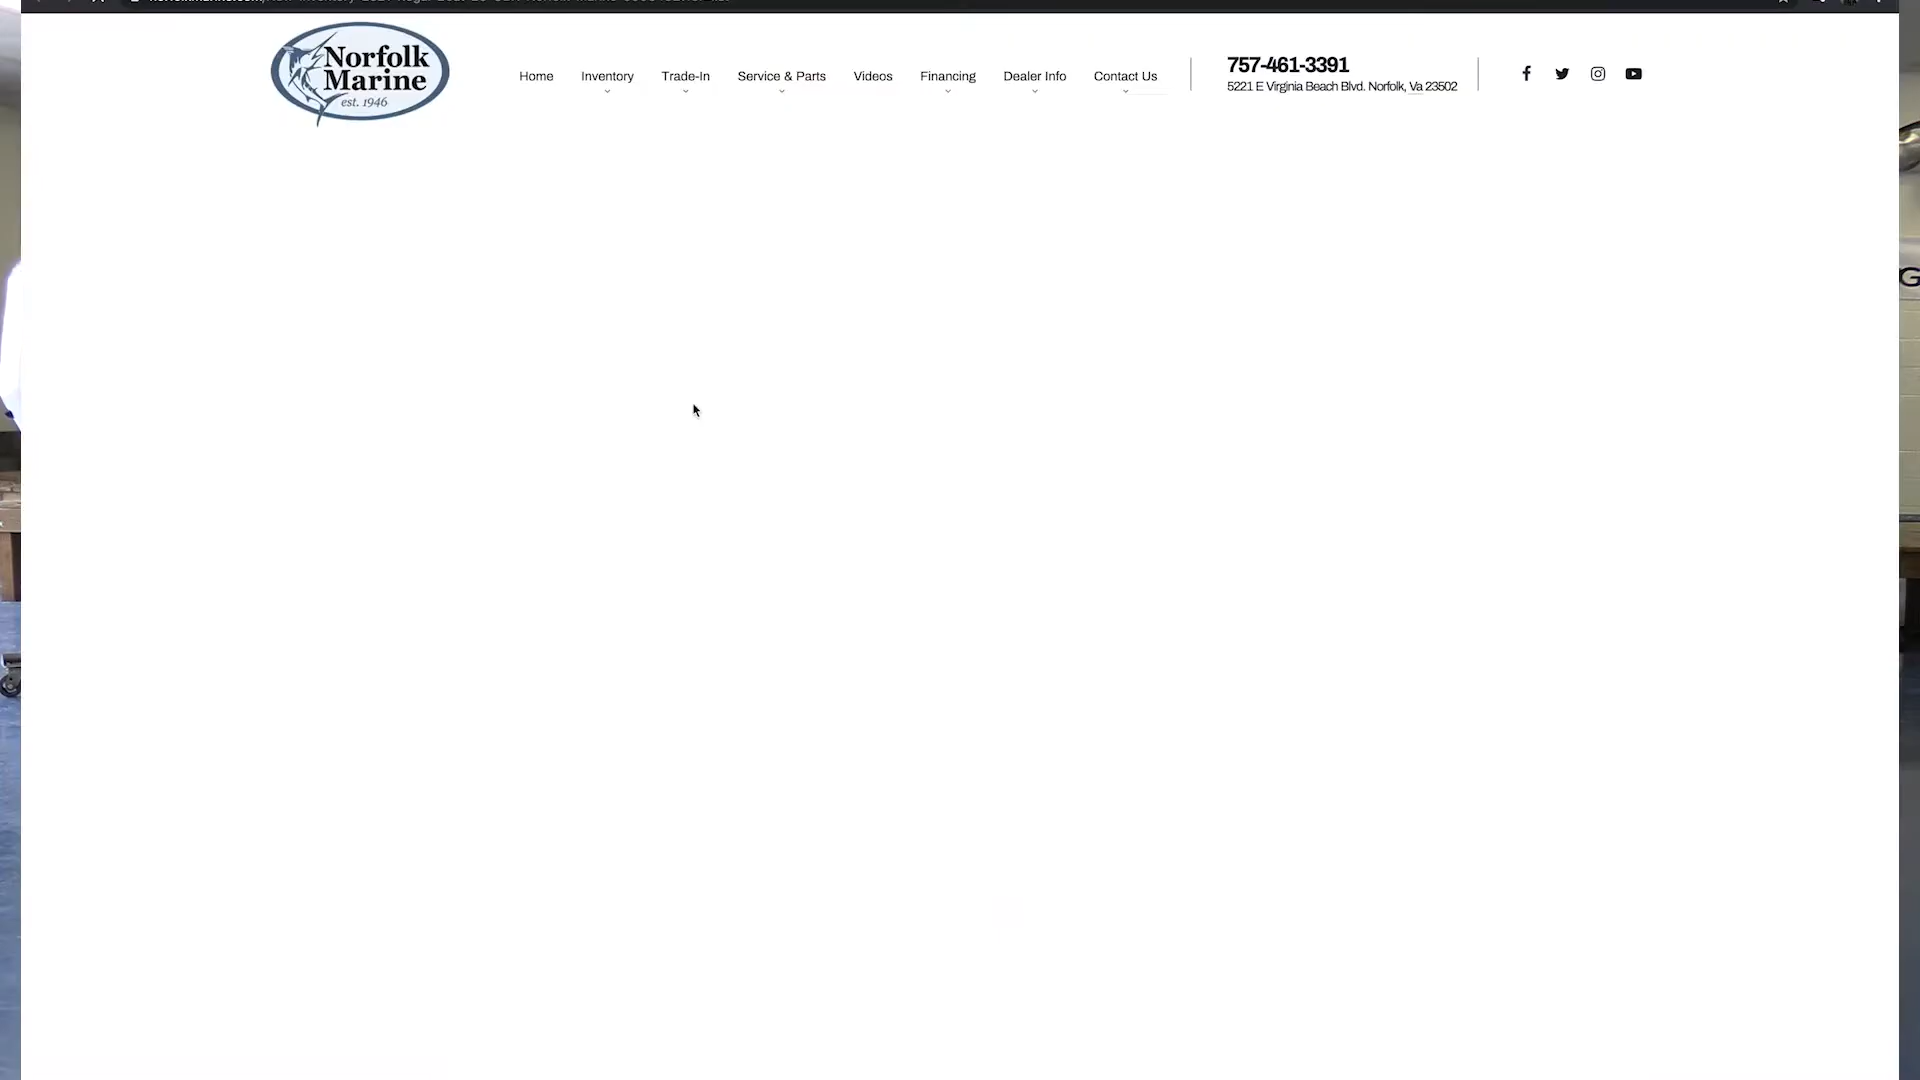 Norfolk
Marine
est. 1946
Home
Inventory
Trade-In
Service & Parts
Videos
Financing
Dealer Info
Contact Us
757-461-3391
5221 E Virginia Beach Blvd. Norfolk, Va 23502
G